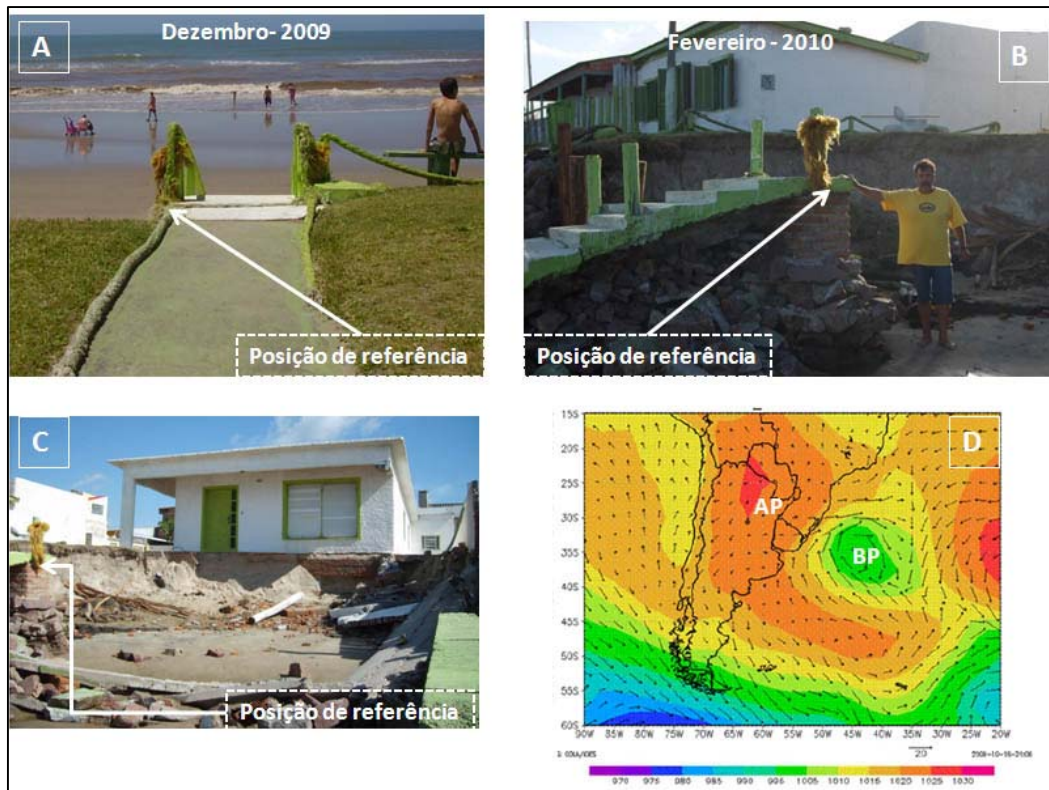 A
Dezembro- 2009
Posição de referência
Fevereiro - 2010
B
Posição de referência
C
Posição de referência
D
15S
20S
25S
30S
35S
40S
45S
50S
55S
60S
AP
BP
90W 85W 80W 75W 70W 65W 60W 55W 50W 45W 40W 35W 30W 25W 20W
20
970 975 980 985 990 995 1005 1010 1015 1020 1025 1030